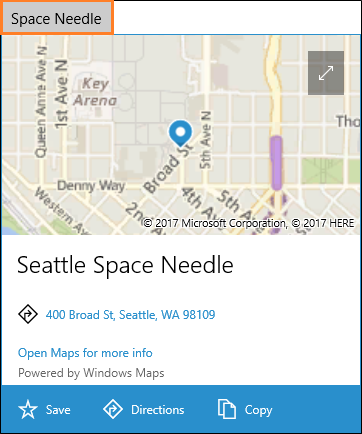 Space Needle
Queen Anne Ave N
1st Ave N
Key
Arena
Broad St
5th Ave N
Tho
Denny Way
Western Ave
2nd
4th Ave
5th
© 2017 Microsoft Corporation, © 2017 HERE
Seattle Space Needle
400 Broad St, Seattle, WA 98109
Open Maps for more info
Powered by Windows Maps
Save
Directions
Copy